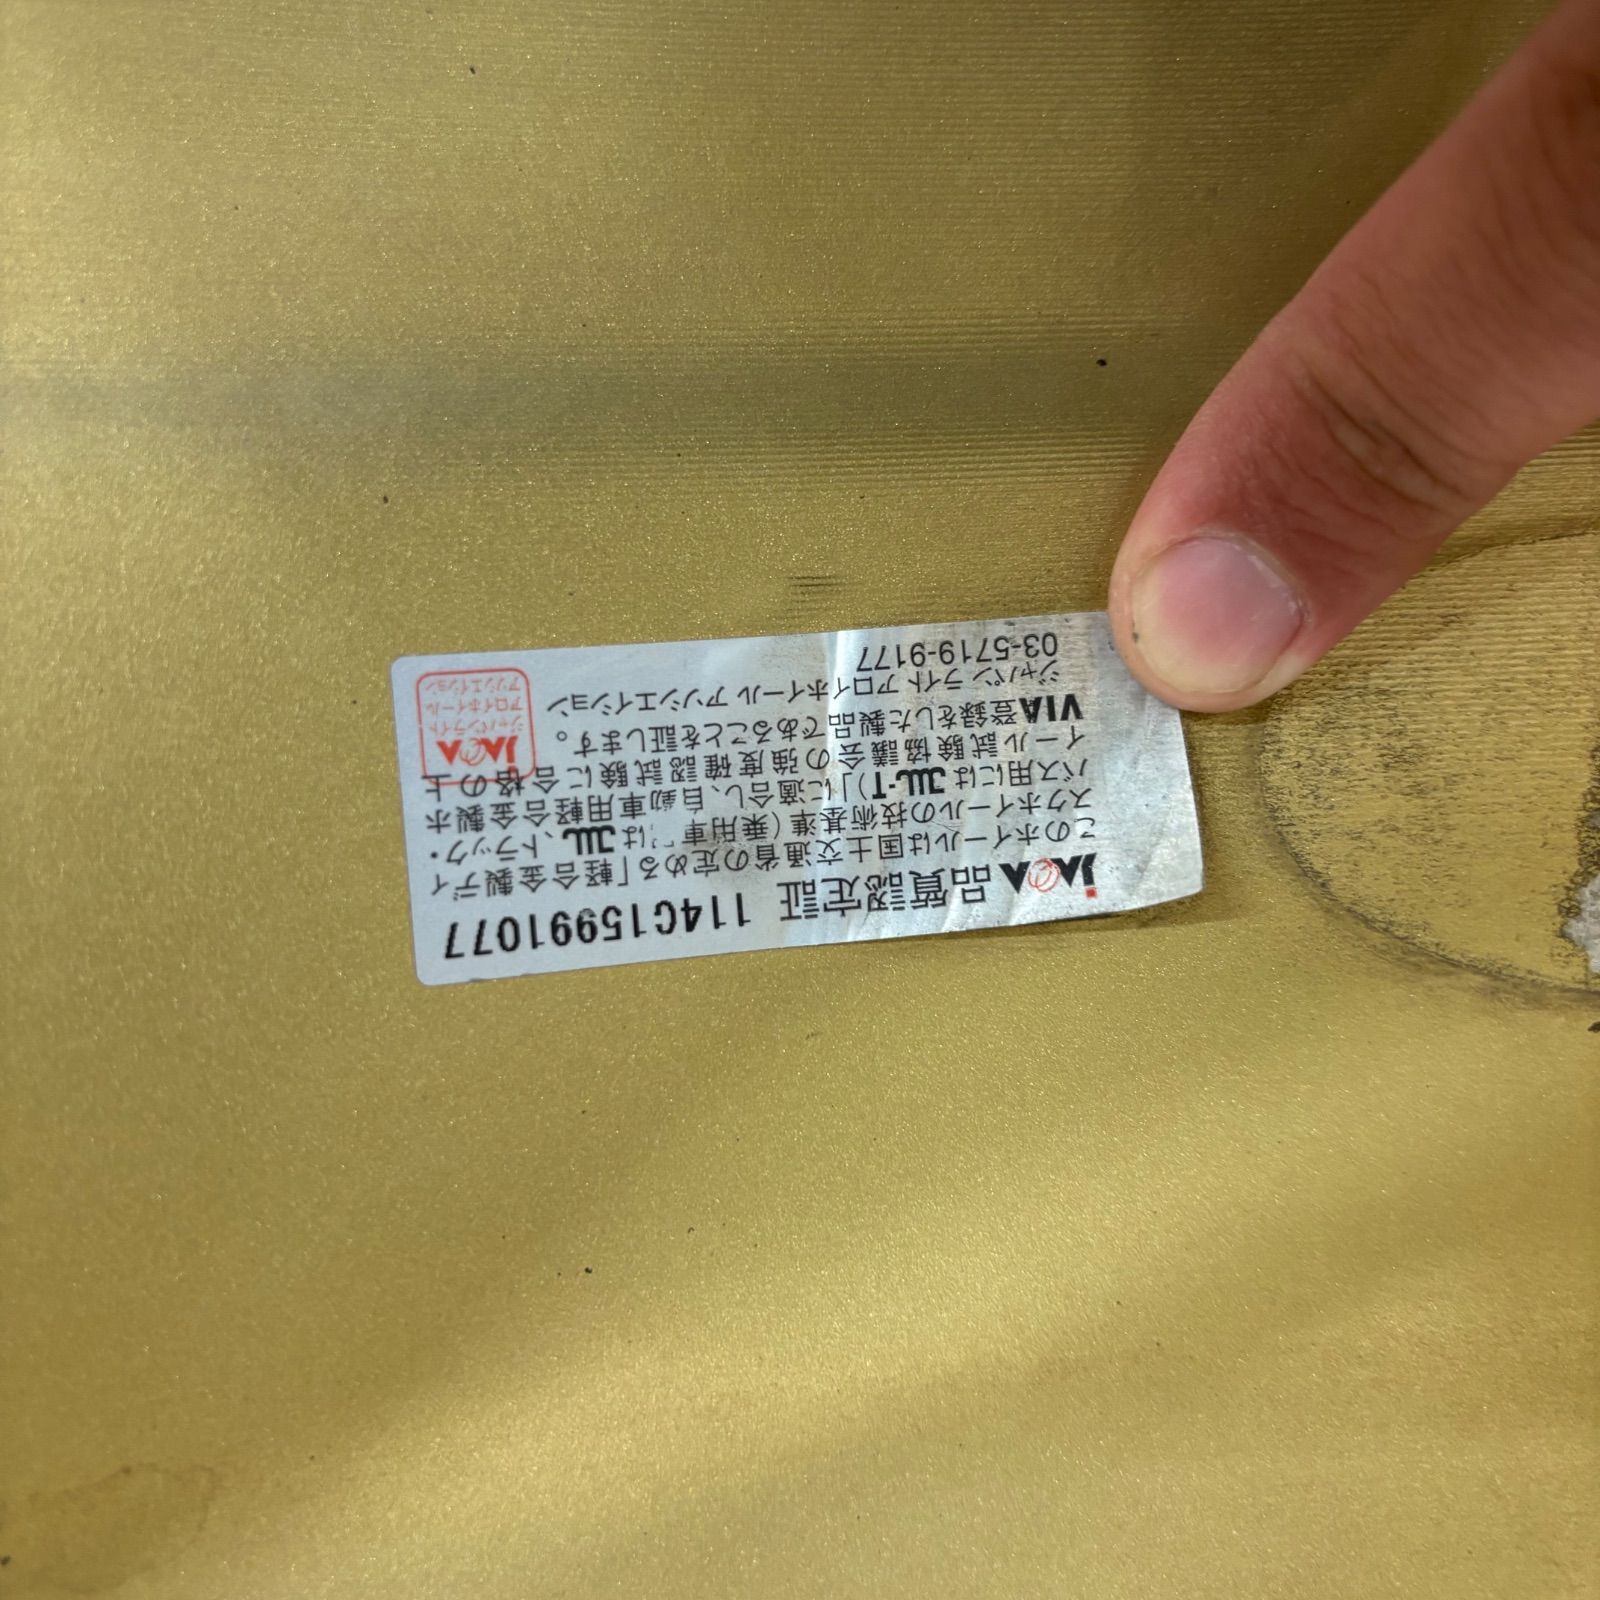 JAWA 品質認定証 114C15991077
このホイールは国土交通省の定める「軽合金製ディ
スクホイールの技術基準(乗用車 は JWL、トラック・
バス用には JWL-T)」に適合し、自動車用軽合金製ホ
イール試験協議会の強度確認試験に合格の上
VIA登録をした製品であることを証します。
ジャパン ライト アロイホイール アソシエイション
03-5719-9177
JAWA
ジャパンライト
アロイホイール
アソシエイション